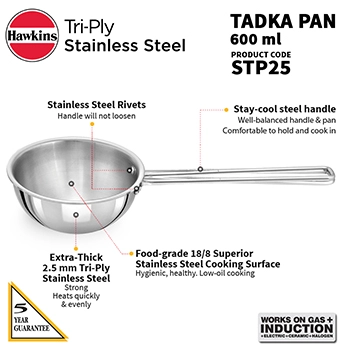 Hawkins
Tri-Ply
Stainless Steel
TADKA PAN
600 ml
PRODUCT CODE
STP25
Stainless Steel Rivets
Handle will not loosen
Stay-cool steel handle
Well-balanced handle & pan
Comfortable to hold and cook in
Extra-Thick
2.5 mm Tri-Ply
Stainless Steel
Strong
Heats quickly
& evenly
Food-grade 18/8 Superior
Stainless Steel Cooking Surface
Hygienic, healthy. Low-oil cooking
5
YEAR
GUARANTEE
WORKS ON GAS +
INDUCTION
• ELECTRIC • CERAMIC • HALOGEN